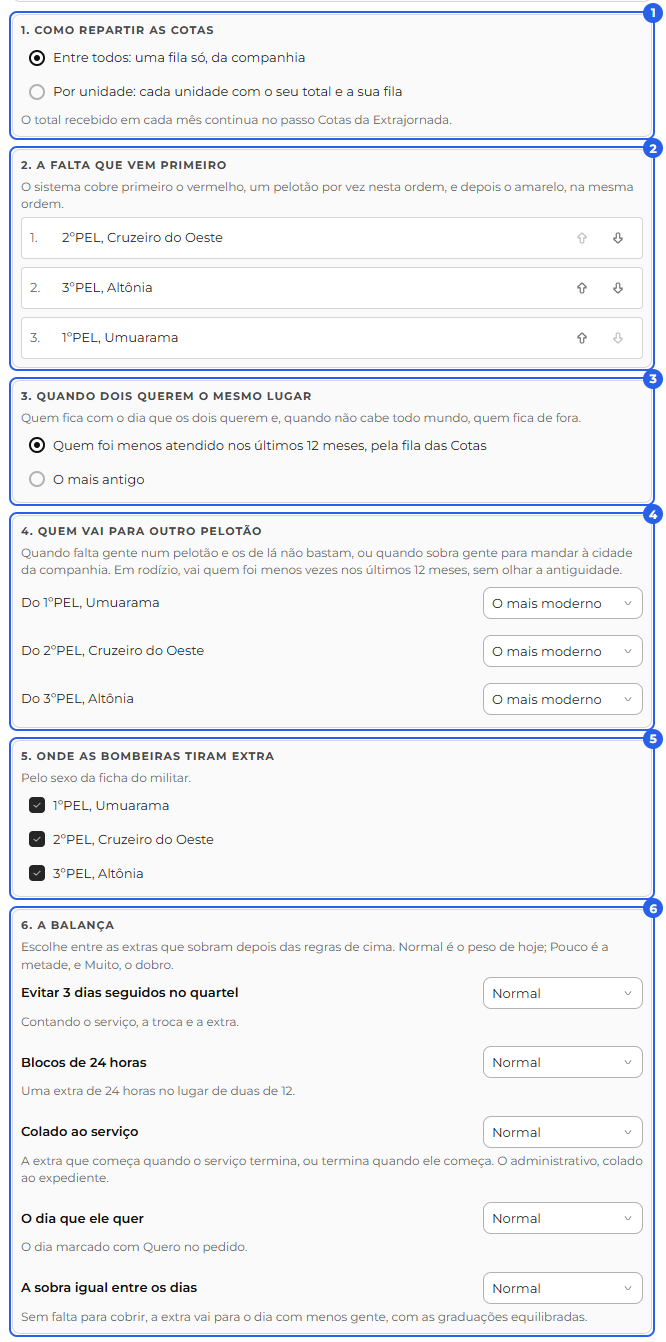 1
1. COMO REPARTIR AS COTAS
Entre todos: uma fila só, da companhia
Por unidade: cada unidade com o seu total e a sua fila
O total recebido em cada mês continua no passo Cotas da Extrajornada.
2
2. A FALTA QUE VEM PRIMEIRO
O sistema cobre primeiro o vermelho, um pelotão por vez nesta ordem, e depois o amarelo, na mesma
ordem.
1. 2ºPEL, Cruzeiro do Oeste
2. 3ºPEL, Altônia
3. 1ºPEL, Umuarama
3
3. QUANDO DOIS QUEREM O MESMO LUGAR
Quem fica com o dia que os dois querem e, quando não cabe todo mundo, quem fica de fora.
Quem foi menos atendido nos últimos 12 meses, pela fila das Cotas
O mais antigo
4
4. QUEM VAI PARA OUTRO PELOTÃO
Quando falta gente num pelotão e os de lá não bastam, ou quando sobra gente para mandar à cidade
da companhia. Em rodízio, vai quem foi menos vezes nos últimos 12 meses, sem olhar a antiguidade.
Do 1ºPEL, Umuarama O mais moderno
Do 2ºPEL, Cruzeiro do Oeste O mais moderno
Do 3ºPEL, Altônia O mais moderno
5
5. ONDE AS BOMBEIRAS TIRAM EXTRA
Pelo sexo da ficha do militar.
1ºPEL, Umuarama
2ºPEL, Cruzeiro do Oeste
3ºPEL, Altônia
6
6. A BALANÇA
Escolhe entre as extras que sobram depois das regras de cima. Normal é o peso de hoje; Pouco é a
metade, e Muito, o dobro.
Evitar 3 dias seguidos no quartel Normal
Contando o serviço, a troca e a extra.
Blocos de 24 horas Normal
Uma extra de 24 horas no lugar de duas de 12.
Colado ao serviço Normal
A extra que começa quando o serviço termina, ou termina quando ele começa. O administrativo, colado
ao expediente.
O dia que ele quer Normal
O dia marcado com Quero no pedido.
A sobra igual entre os dias Normal
Sem falta para cobrir, a extra vai para o dia com menos gente, com as graduações equilibradas.